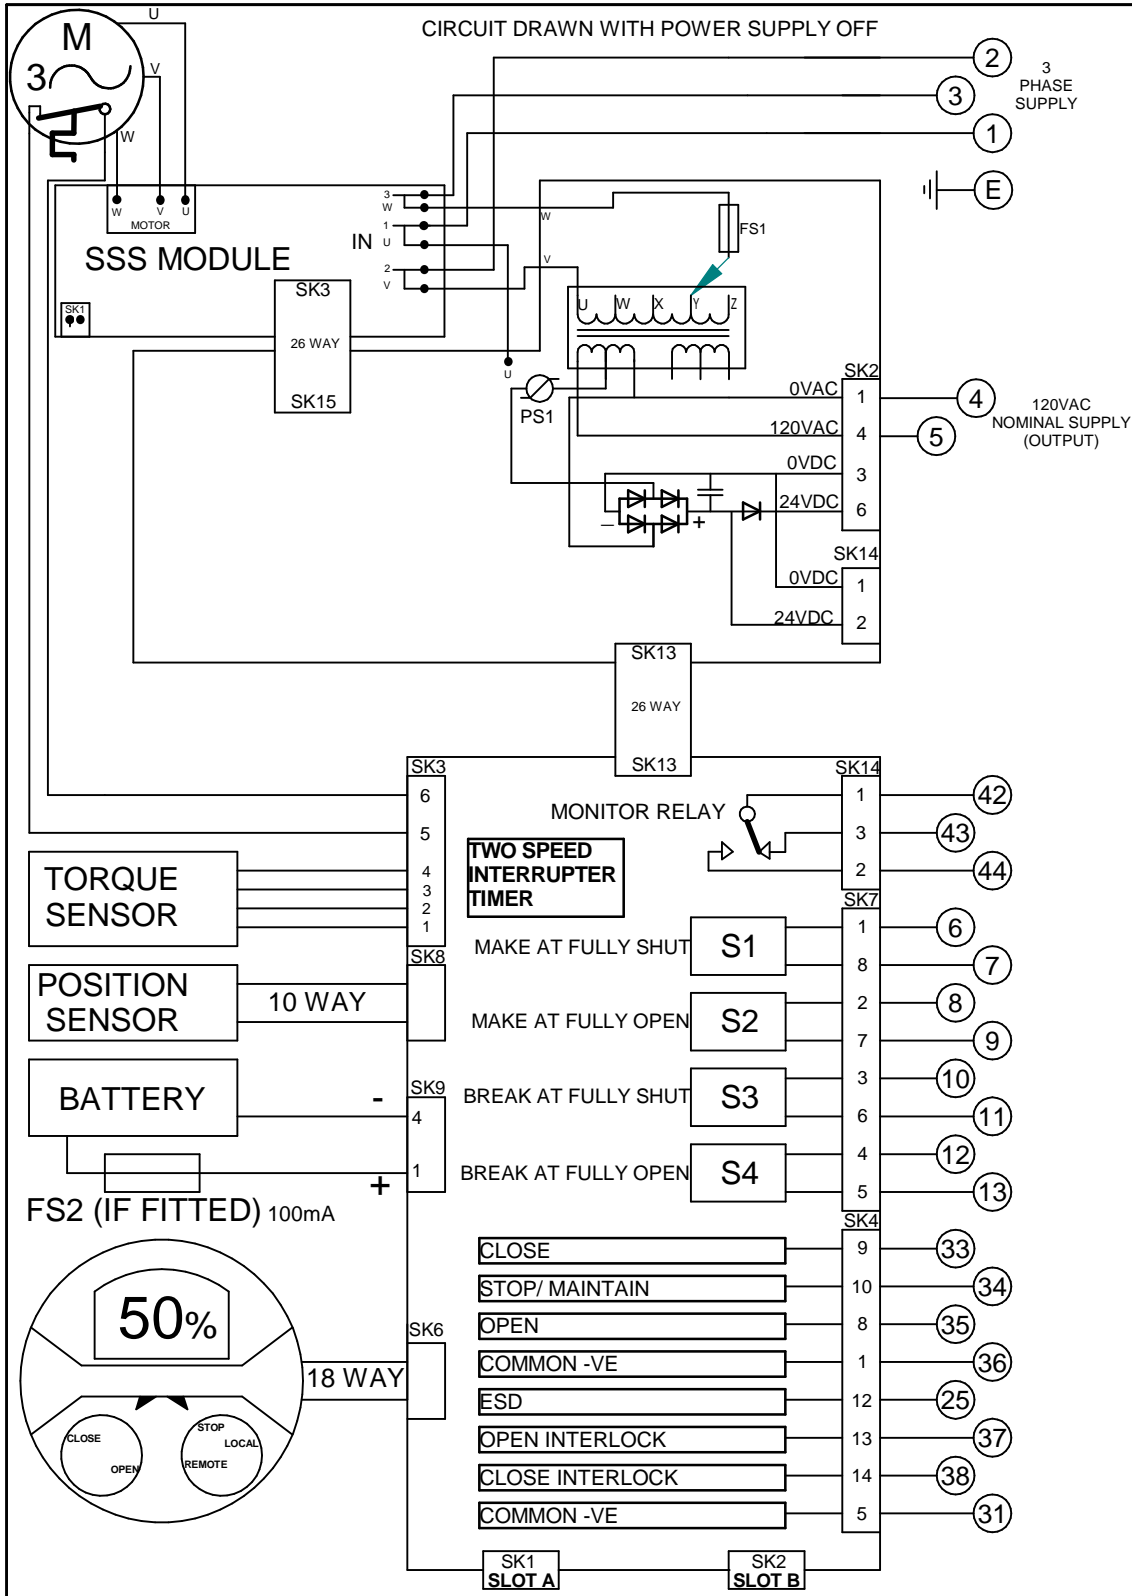 U
CIRCUIT DRAWN WITH POWER SUPPLY OFF
M
3
V
W
2
3
PHASE
SUPPLY
3
1
E
W V U
MOTOR
SSS MODULE
IN
3
W
1
U
2
V
W
V
FS1
SK3
26 WAY
SK15
SK1
U W X Y Z
U
PS1
SK2
0VAC 1 4
120VAC 4 5
120VAC
NOMINAL SUPPLY
(OUTPUT)
0VDC 3
24VDC 6
– +
SK14
0VDC 1
24VDC 2
SK13
26 WAY
SK13
SK3
6
5
4
3
2
1
SK14
MONITOR RELAY
1 42
3 43
2 44
TWO SPEED
INTERRUPTER
TIMER
TORQUE
SENSOR
SK7
MAKE AT FULLY SHUT S1 1 6
8 7
SK8
POSITION
SENSOR
10 WAY
MAKE AT FULLY OPEN S2 2 8
7 9
BATTERY
-
+
SK9
4
1
BREAK AT FULLY SHUT S3 3 10
6 11
BREAK AT FULLY OPEN S4 4 12
5 13
FS2 (IF FITTED) 100mA
SK4
CLOSE 9 33
STOP/ MAINTAIN 10 34
OPEN 8 35
COMMON -VE 1 36
ESD 12 25
OPEN INTERLOCK 13 37
CLOSE INTERLOCK 14 38
COMMON -VE 5 31
50%
SK6
18 WAY
CLOSE
OPEN
STOP
LOCAL
REMOTE
SK1
SLOT A
SK2
SLOT B